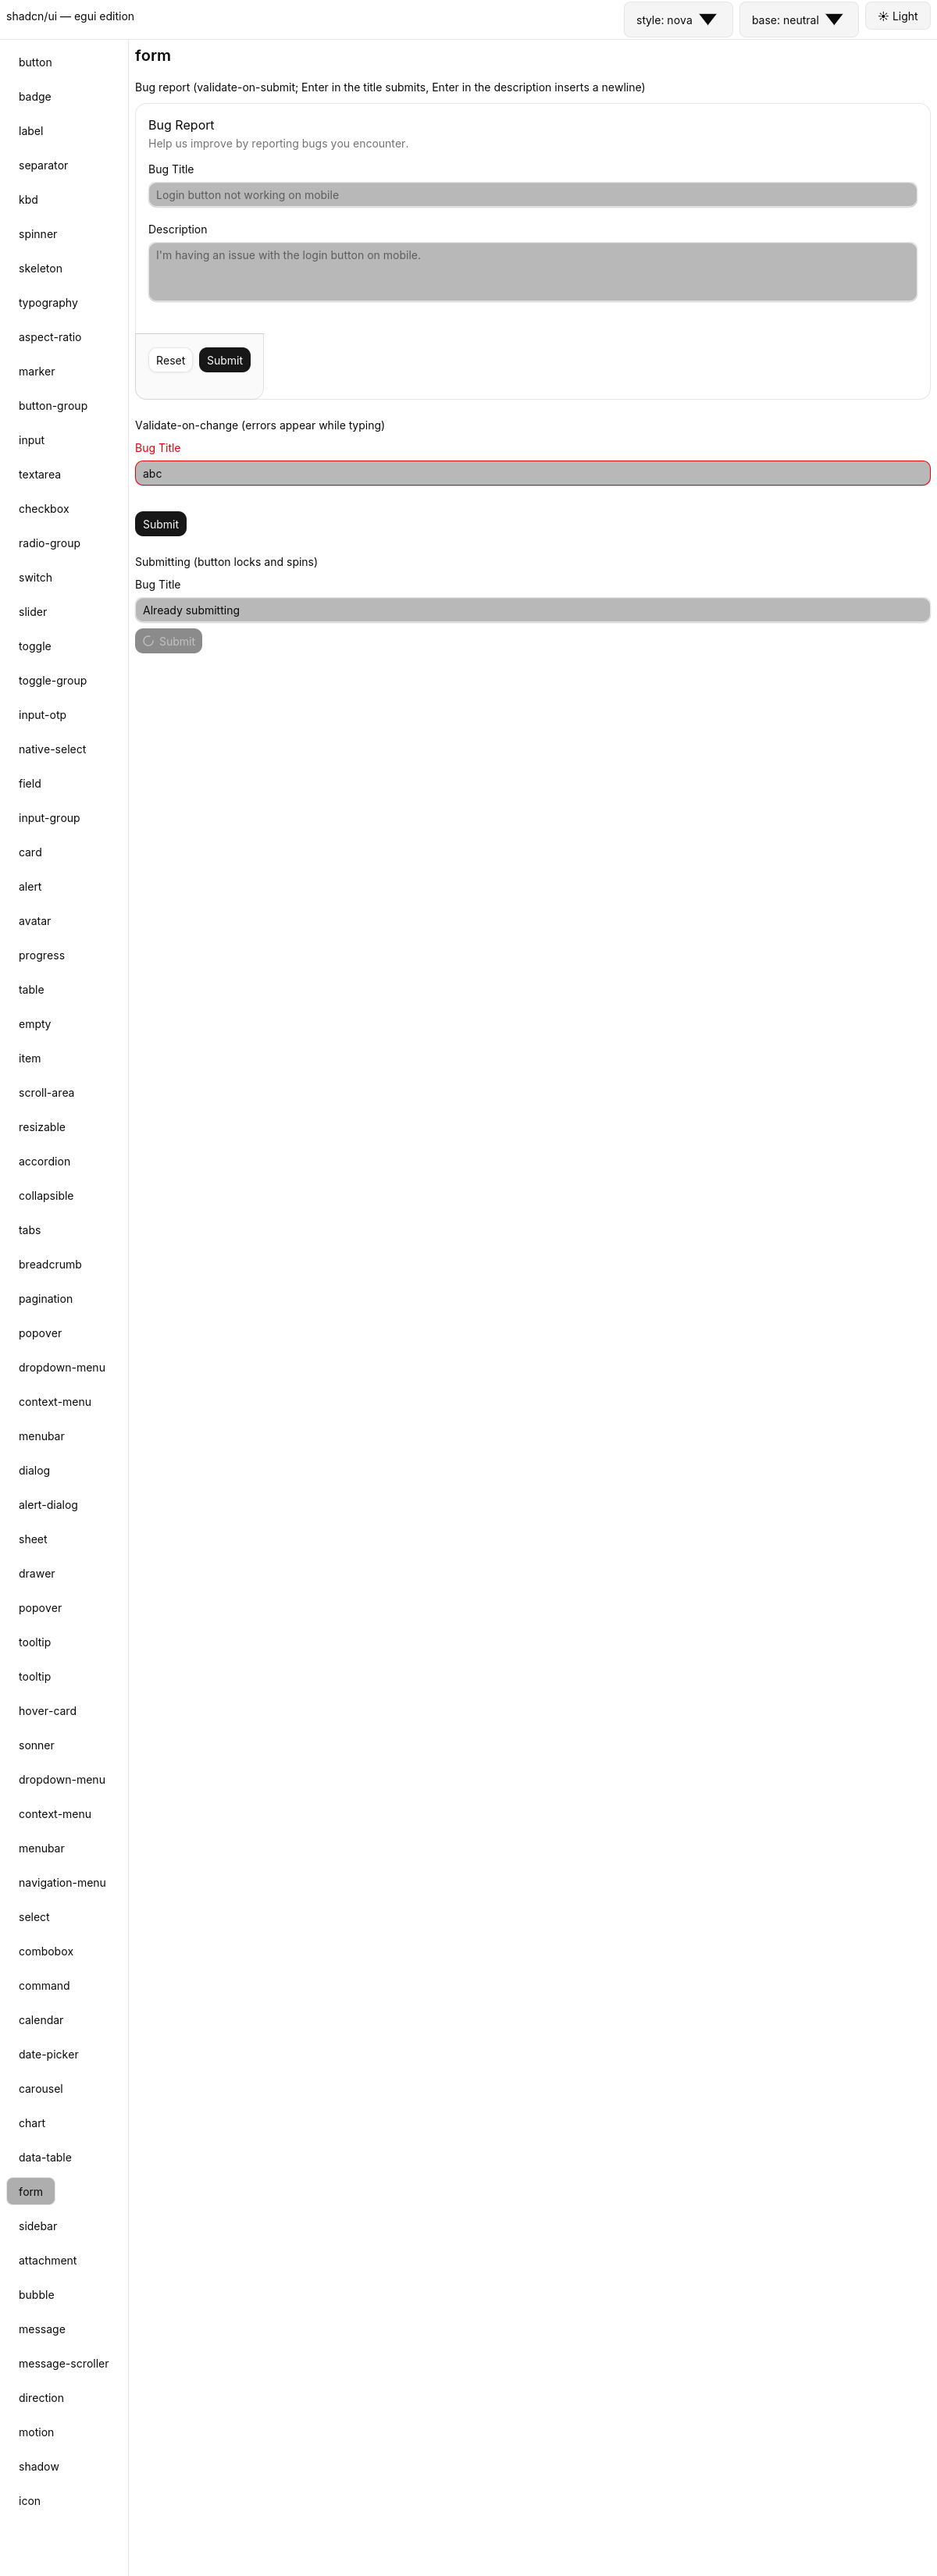 shadcn/ui — egui edition
style: nova
base: neutral
☀ Light
button
badge
label
separator
kbd
spinner
skeleton
typography
aspect-ratio
marker
button-group
input
textarea
checkbox
radio-group
switch
slider
toggle
toggle-group
input-otp
native-select
field
input-group
card
alert
avatar
progress
table
empty
item
scroll-area
resizable
accordion
collapsible
tabs
breadcrumb
pagination
popover
dropdown-menu
context-menu
menubar
dialog
alert-dialog
sheet
drawer
popover
tooltip
tooltip
hover-card
sonner
dropdown-menu
context-menu
menubar
navigation-menu
select
combobox
command
calendar
date-picker
carousel
chart
data-table
form
sidebar
attachment
bubble
message
message-scroller
direction
motion
shadow
icon
form
Bug report (validate-on-submit; Enter in the title submits, Enter in the description inserts a newline)
Bug Report
Help us improve by reporting bugs you encounter.
Bug Title
Login button not working on mobile
Description
I'm having an issue with the login button on mobile.
Reset
Submit
Validate-on-change (errors appear while typing)
Bug Title
abc
Submit
Submitting (button locks and spins)
Bug Title
Already submitting
Submit